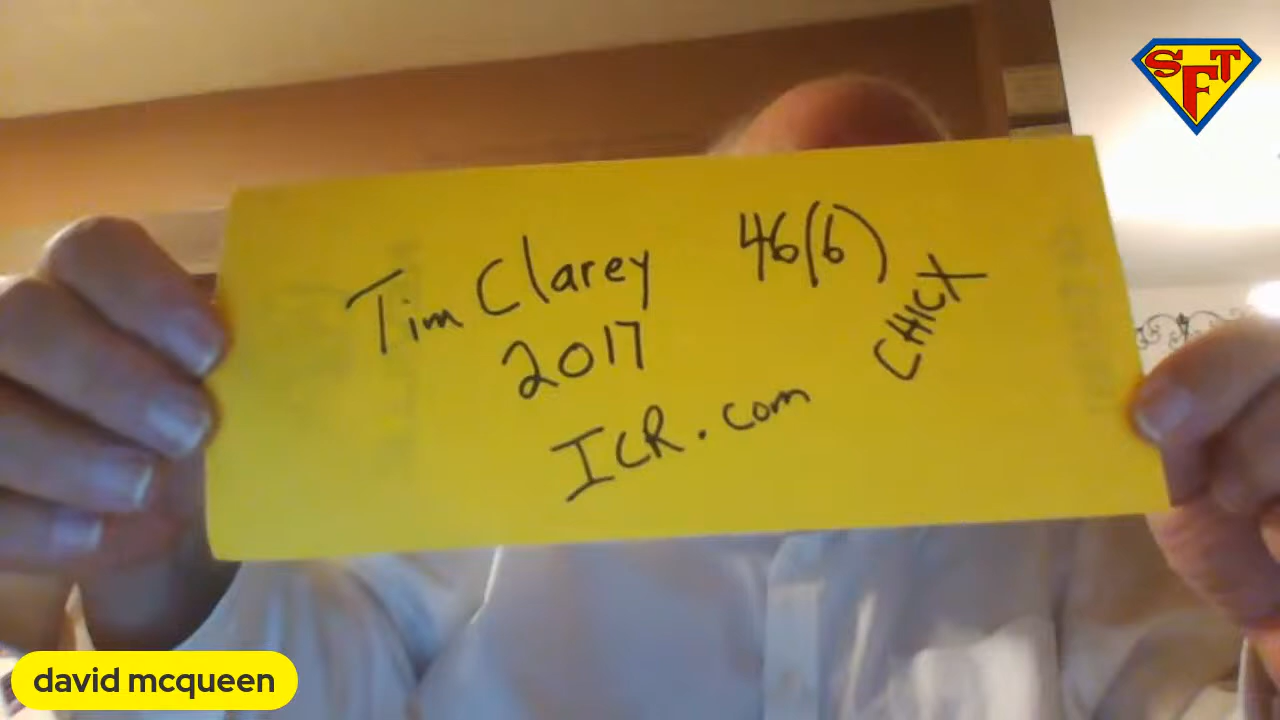 SFT
Tim Clarey 46(6)
2017
CHICX
ICR.com
david mcqueen